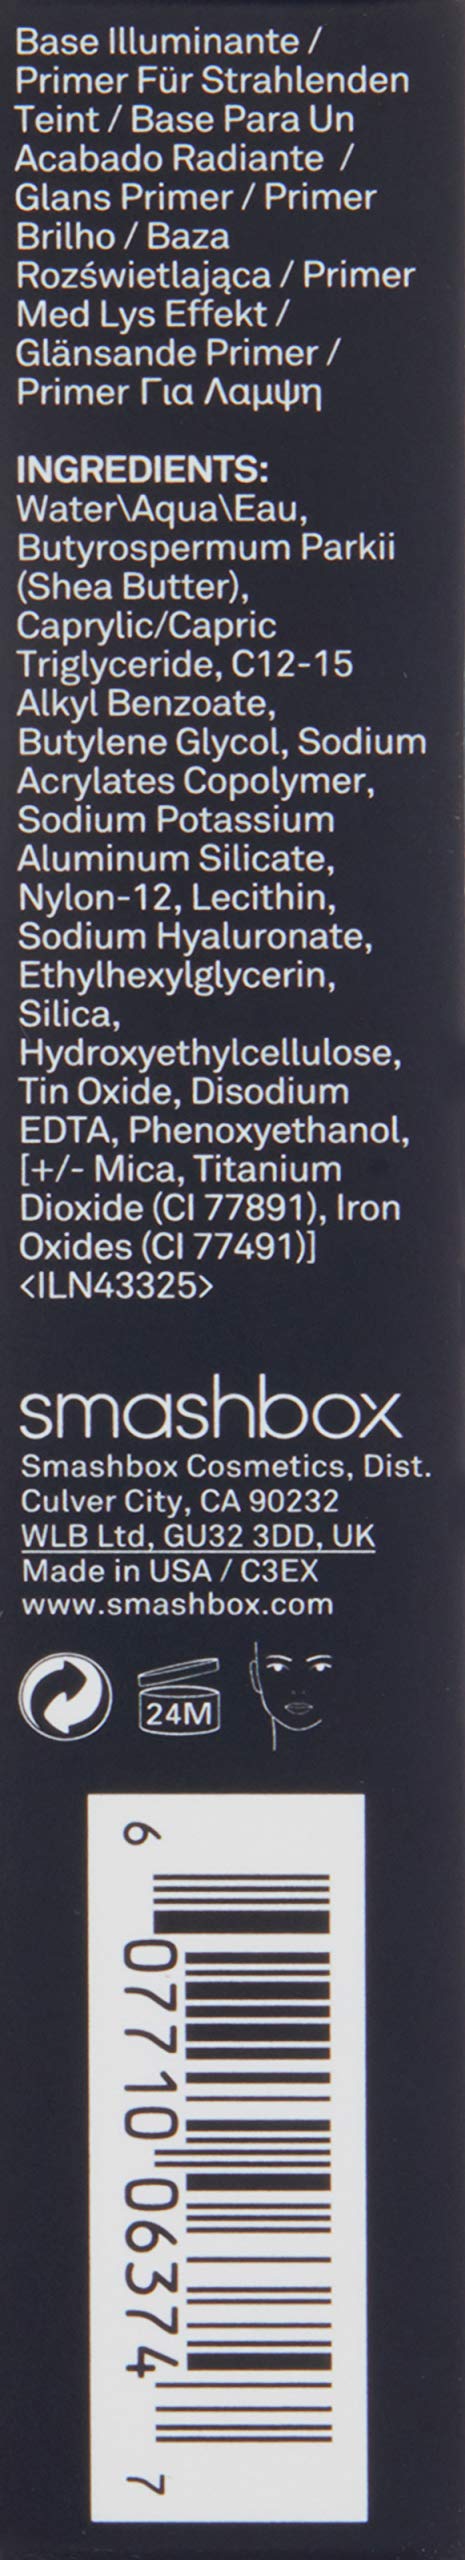 Base Illuminante /
Primer Für Strahlenden
Teint / Base Para Un
Acabado Radiante /
Glans Primer / Primer
Brilho / Baza
Rozświetlająca / Primer
Med Lys Effekt /
Glänsande Primer /
Primer Για Λαμψη
INGREDIENTS:
Water\Aqua\Eau,
Butyrospermum Parkii
(Shea Butter),
Caprylic/Capric
Triglyceride, C12-15
Alkyl Benzoate,
Butylene Glycol, Sodium
Acrylates Copolymer,
Sodium Potassium
Aluminum Silicate,
Nylon-12, Lecithin,
Sodium Hyaluronate,
Ethylhexylglycerin,
Silica,
Hydroxyethylcellulose,
Tin Oxide, Disodium
EDTA, Phenoxyethanol,
[+/- Mica, Titanium
Dioxide (CI 77891), Iron
Oxides (CI 77491)]
<ILN43325>
smashbox
Smashbox Cosmetics, Dist.
Culver City, CA 90232
WLB Ltd, GU32 3DD, UK
Made in USA / C3EX
www.smashbox.com
24M
6 07710 06374 7